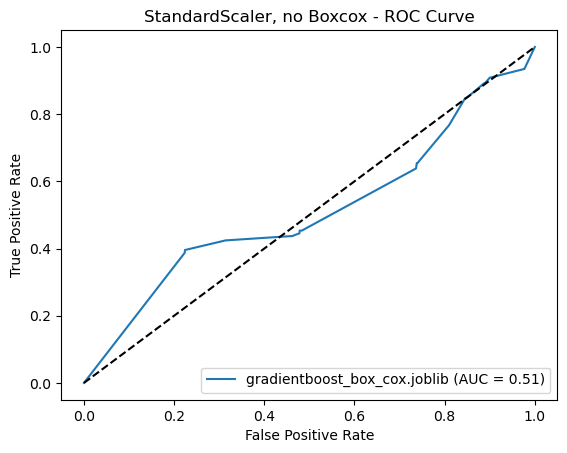 StandardScaler, no Boxcox - ROC Curve
True Positive Rate
1.0
0.8
0.6
0.4
0.2
0.0
gradientboost_box_cox.joblib (AUC = 0.51)
0.0 0.2 0.4 0.6 0.8 1.0
False Positive Rate